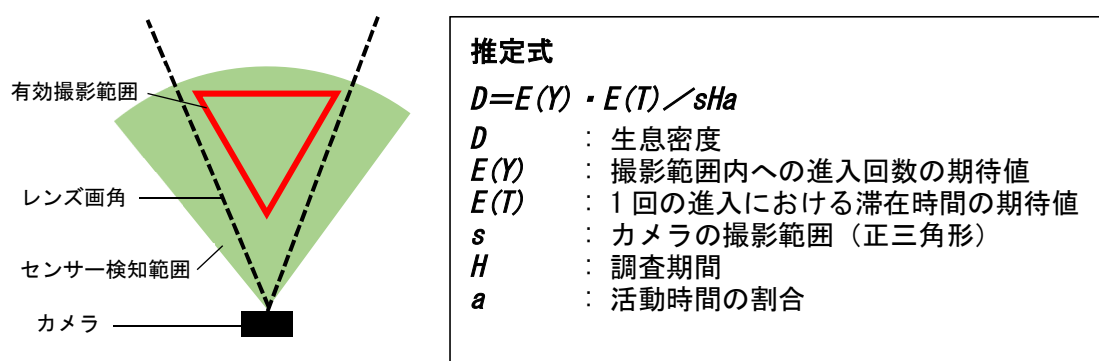 有効撮影範囲
レンズ画角
センサー検知範囲
カメラ
推定式
D=E(Y)・E(T)／sHa
D : 生息密度
E(Y) : 撮影範囲内への進入回数の期待値
E(T) : 1回の進入における滞在時間の期待値
s : カメラの撮影範囲（正三角形）
H : 調査期間
a : 活動時間の割合